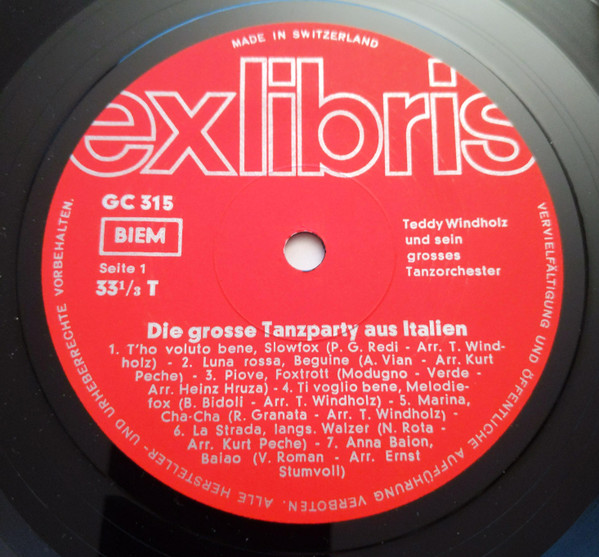 MADE IN SWITZERLAND
exlibris
GC 315
BIEM
Seite 1
33 1/3 T
Teddy Windholz
und sein
grosses
Tanzorchester
Die grosse Tanzparty aus Italien
1. T'ho voluto bene, Slowfox (P. G. Redi - Arr. T. Wind-
holz) - 2. Luna rossa, Beguine (A. Vian - Arr. Kurt
Peche) - 3. Piove, Foxtrott (Modugno - Verde -
Arr. Heinz Hruza) - 4. Ti voglio bene, Melodie-
fox (B. Bidoli - Arr. T. Windholz) - 5. Marina,
Cha-Cha (R. Granata - Arr. T. Windholz) -
6. La Strada, langs. Walzer (N. Rota -
Arr. Kurt Peche) - 7. Anna Baion,
Baiao (V. Roman - Arr. Ernst
Stumvoll)
ALLE HERSTELLER- UND URHEBERRECHTE VORBEHALTEN.
VERVIELFÄLTIGUNG UND ÖFFENTLICHE AUFFÜHRUNG VERBOTEN.